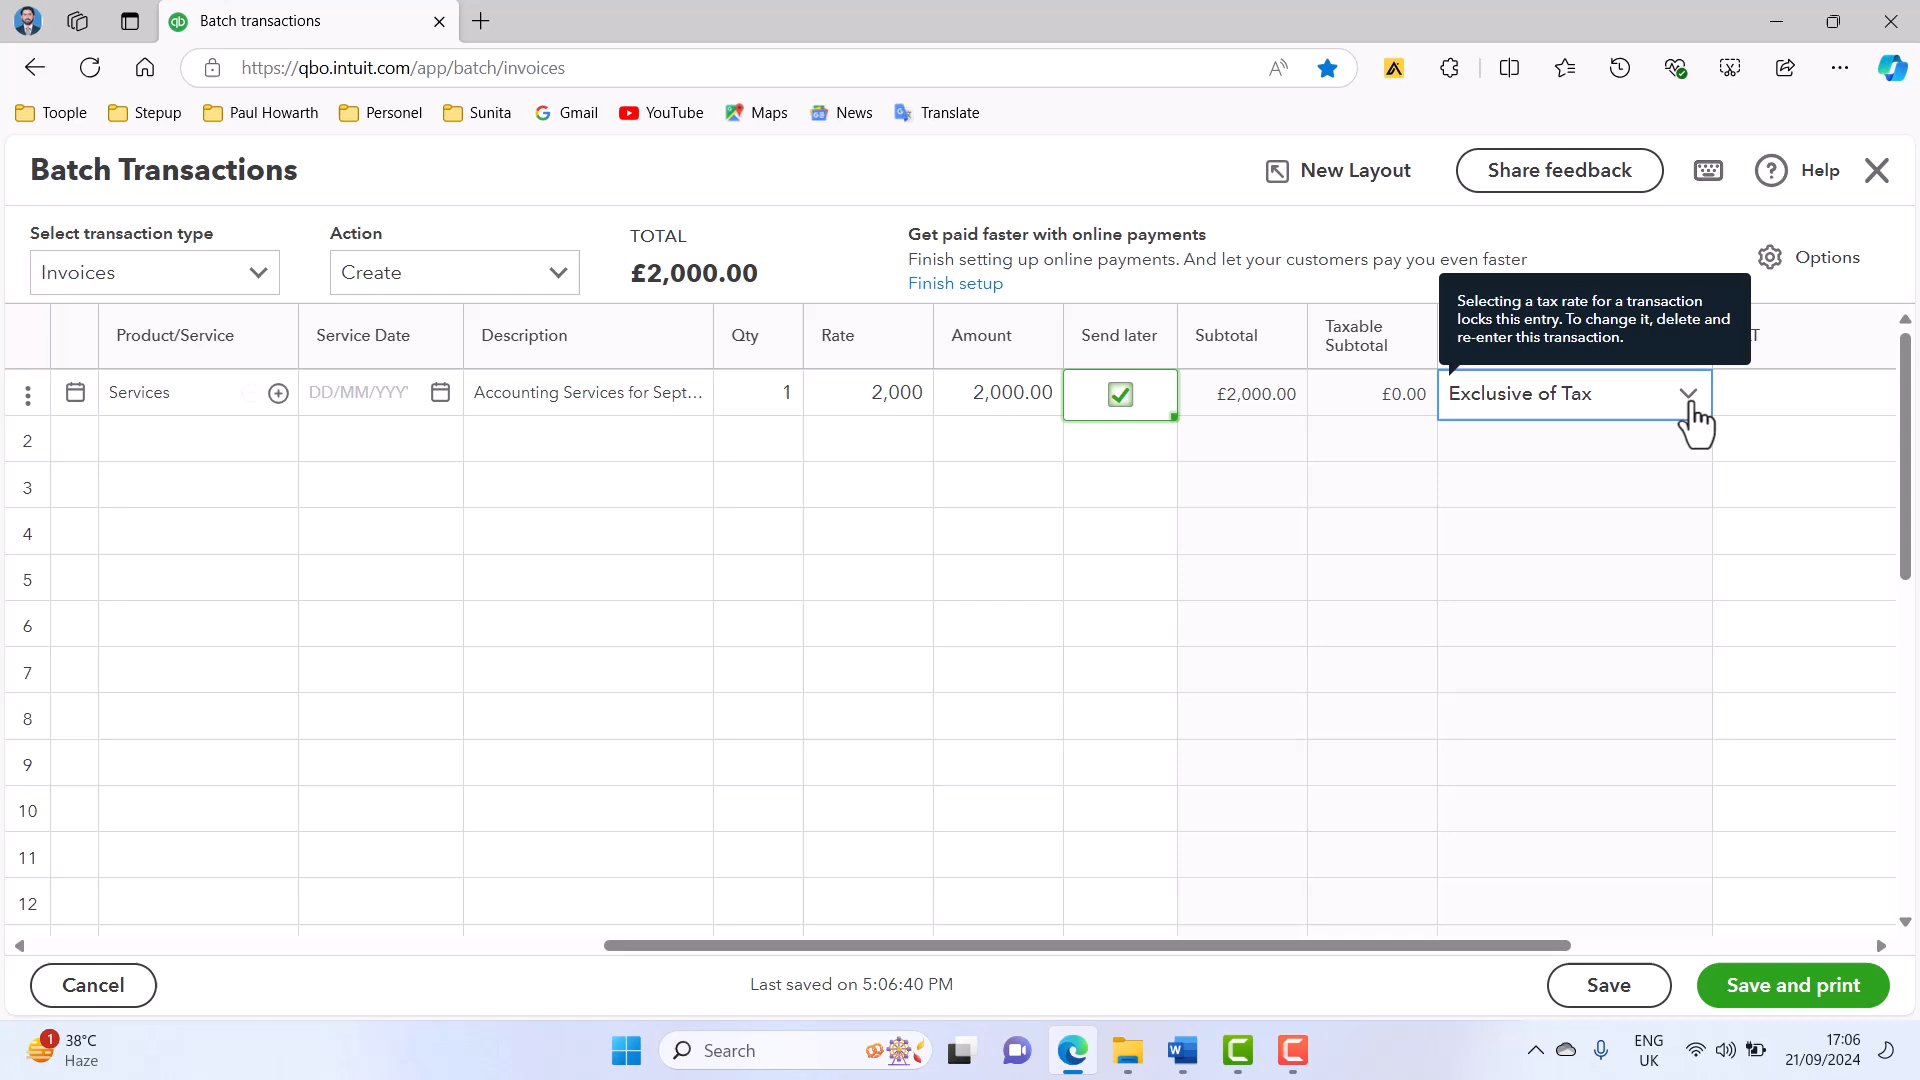 Batch transactions
https://qbo.intuit.com/app/batch/invoices
Toople
Stepup
Paul Howarth
Personel
Sunita
Gmail
YouTube
Maps
News
Translate
Batch Transactions
New Layout
Share feedback
Help
Select transaction type
Invoices
Action
Create
TOTAL
£2,000.00
Get paid faster with online payments
Finish setting up online payments. And let your customers pay you even faster
Finish setup
Options
Selecting a tax rate for a transaction
locks this entry. To change it, delete and
re-enter this transaction.
Product/Service
Service Date
Description
Qty
Rate
Amount
Send later
Subtotal
Taxable
Subtotal
Services
DD/MM/YYY
Accounting Services for Sept...
1
2,000
2,000.00
£2,000.00
£0.00
Exclusive of Tax
2
3
4
5
6
7
8
9
10
11
12
Cancel
Last saved on 5:06:40 PM
Save
Save and print
1
38°C
Haze
Search
ENG
UK
17:06
21/09/2024